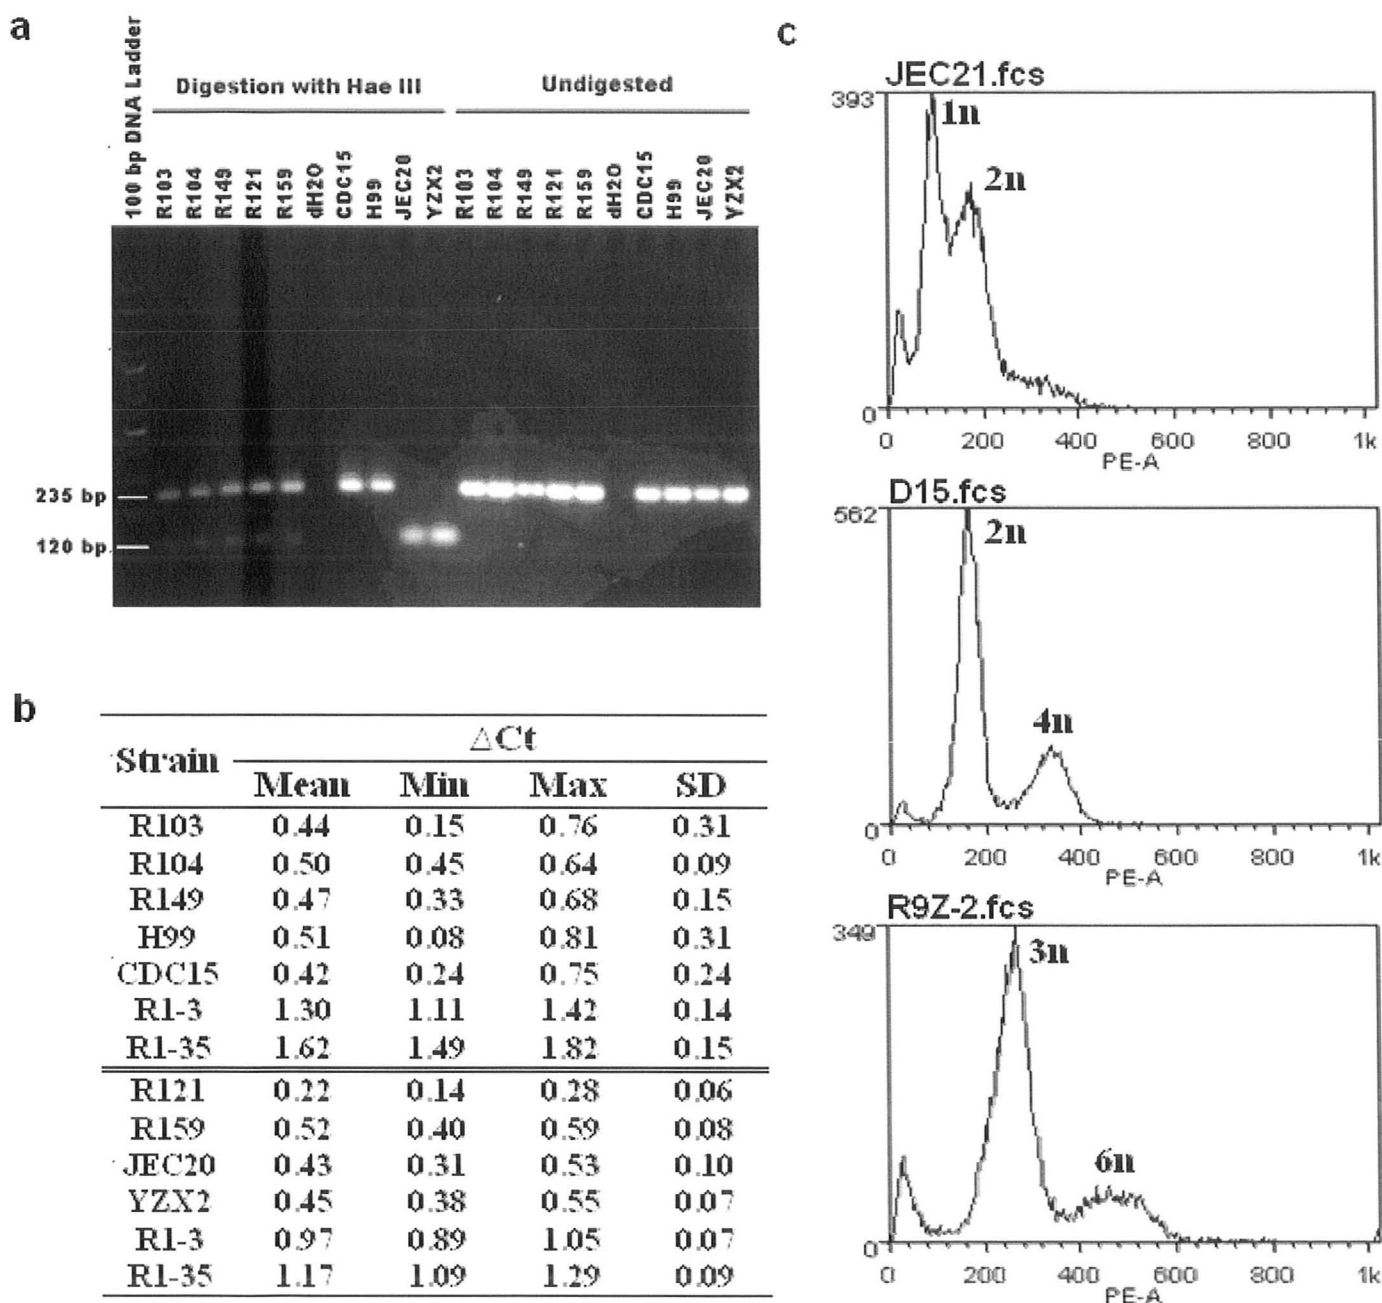 a
100 bp DNA Ladder
Digestion with Hae III
Undigested
R103
R104
R149
R121
R159
dH2O
CDC15
H99
JEC20
YZX2
R103
R104
R149
R121
R159
dH2O
CDC15
H99
JEC20
YZX2
235 bp
120 bp
b
Strain
△Ct
Mean Min Max SD
R103 0.44 0.15 0.76 0.31
R104 0.50 0.45 0.64 0.09
R149 0.47 0.33 0.68 0.15
H99 0.51 0.08 0.81 0.31
CDC15 0.42 0.24 0.75 0.24
R1-3 1.30 1.11 1.42 0.14
R1-35 1.62 1.49 1.82 0.15
R121 0.22 0.14 0.28 0.06
R159 0.52 0.40 0.59 0.08
JEC20 0.43 0.31 0.53 0.10
YZX2 0.45 0.38 0.55 0.07
R1-3 0.97 0.89 1.05 0.07
R1-35 1.17 1.09 1.29 0.09
c
JEC21.fcs
393
1n
2n
0
0 200 400 600 800 1k
PE-A
D15.fcs
562
2n
4n
0
0 200 400 600 800 1k
PE-A
R9Z-2.fcs
349
3n
6n
0
0 200 400 600 800 1k
PE-A